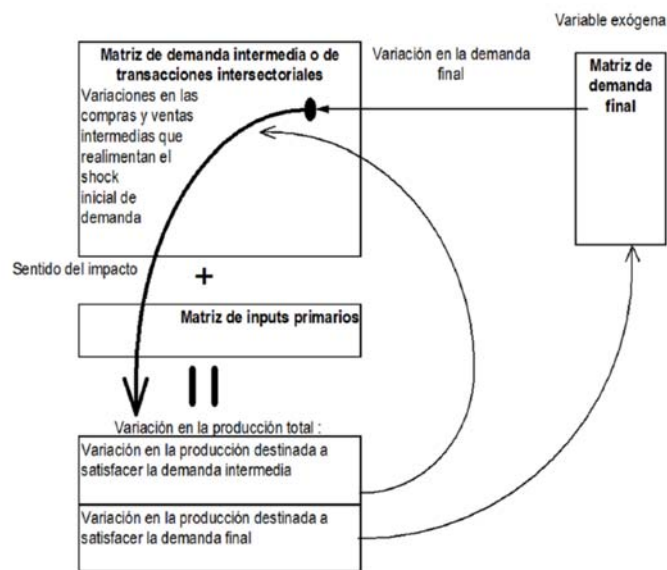 Variable exógena
Matriz de demanda intermedia o de
transacciones intersectoriales
Variaciones en las
compras y ventas
intermedias que
realimentan el
shock
inicial de
demanda
Variación en la demanda
final
Matriz de
demanda
final
Sentido del impacto
+
Matriz de inputs primarios
Variación en la producción total :
Variación en la producción destinada a
satisfacer la demanda intermedia
Variación en la producción destinada a
satisfacer la demanda final